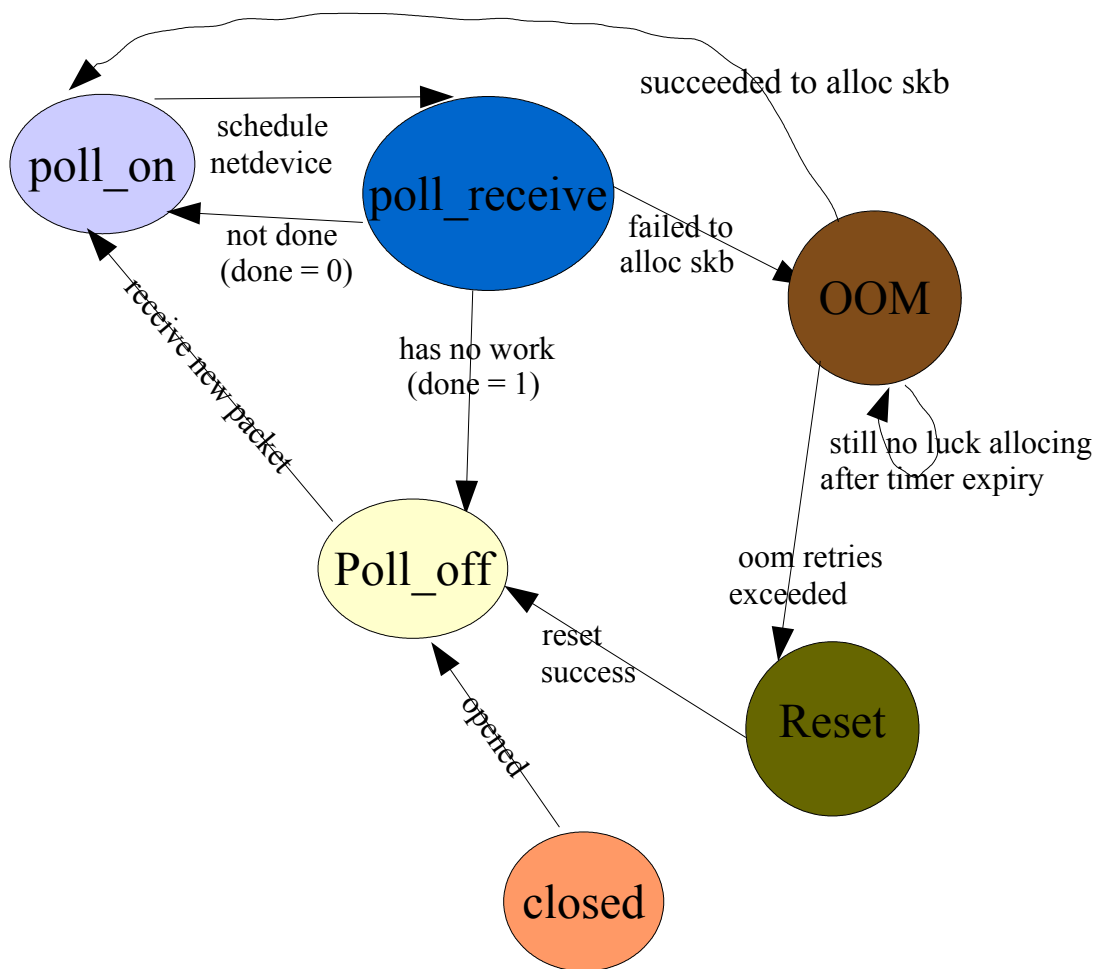 succeeded to alloc skb
schedule
netdevice
poll_on
poll_receive
not done
(done = 0)
failed to
alloc skb
OOM
receive new packet
has no work
(done = 1)
still no luck allocing
after timer expiry
Poll_off
oom retries
exceeded
reset
success
Reset
opened
closed